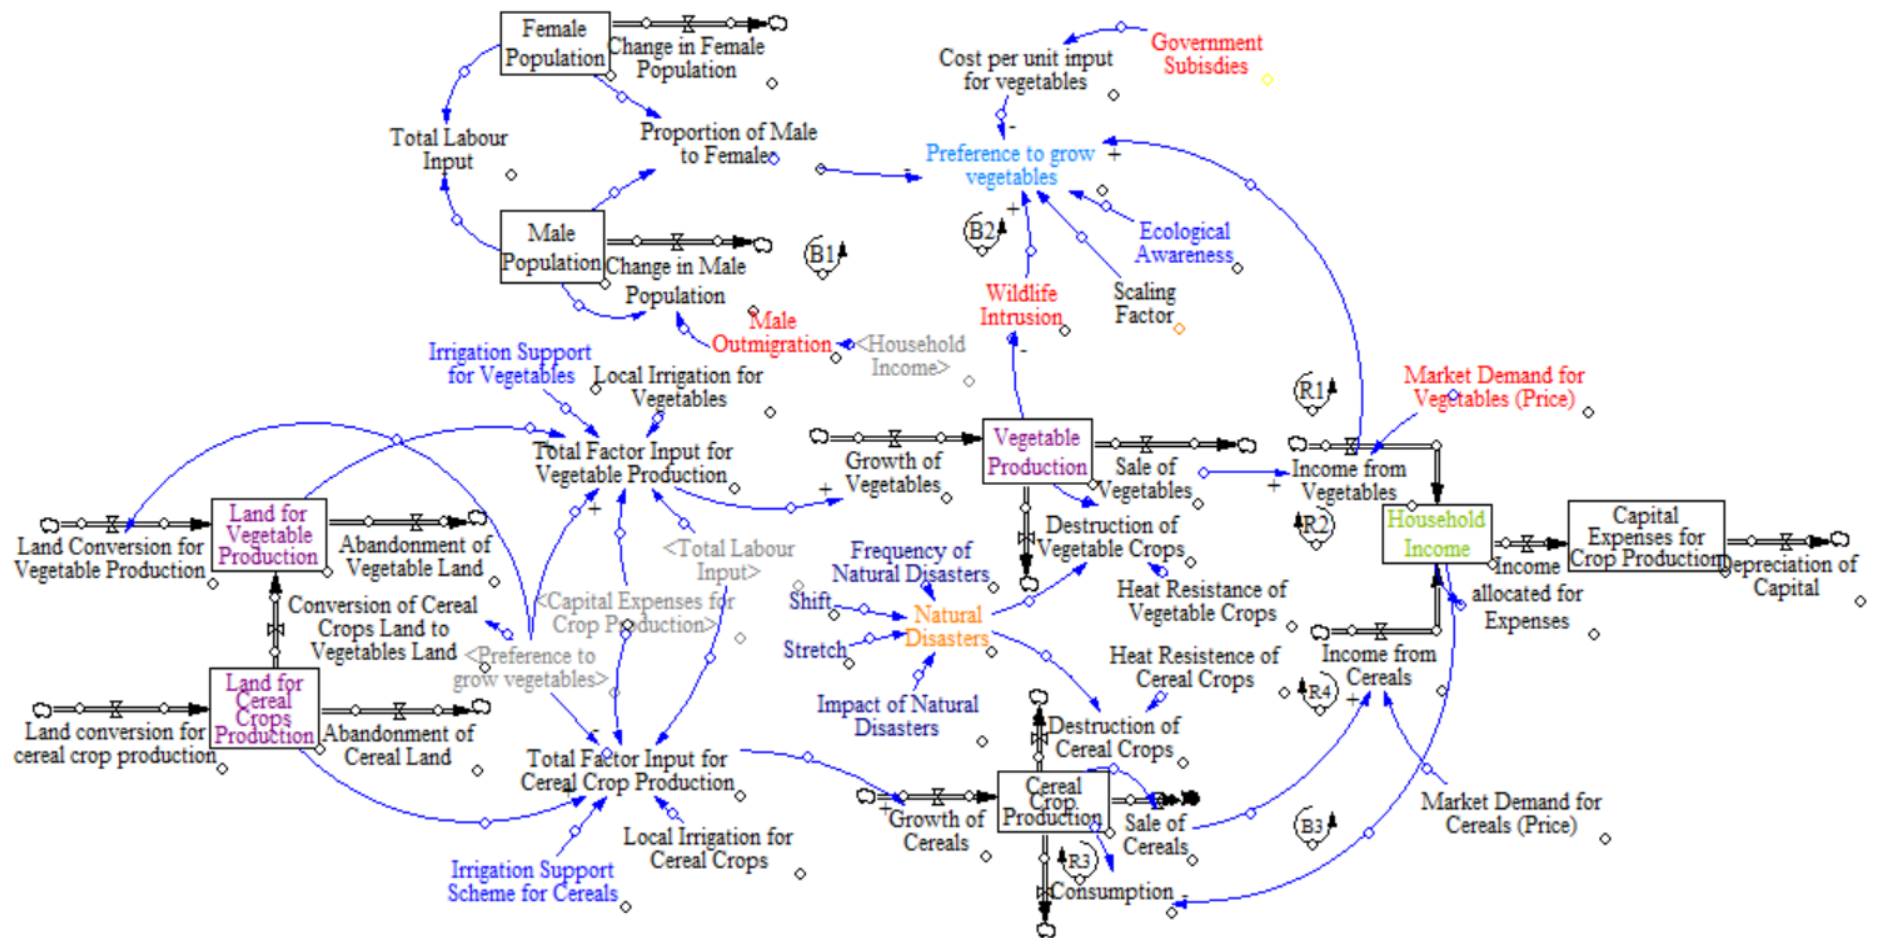 Female
Population
Change in Female
Population
Government
Subisdies
Cost per unit input
for vegetables
-
Total Labour
Input
Proportion of Male
to Female
-
Preference to grow
vegetables
+
+
Male
Population
Change in Male
Population
B1
B2
Ecological
Awareness
Scaling
Factor
Wildlife
Intrusion
-
Male
Outmigration
<Household
Income>
Irrigation Support
for Vegetables
Local Irrigation for
Vegetables
R1
Market Demand for
Vegetables (Price)
Total Factor Input for
Vegetable Production
+
Growth of
Vegetables
+
Vegetable
Production
Sale of
Vegetables
+
Income from
Vegetables
R2
Land for
Vegetable
Production
Land Conversion for
Vegetable Production
Abandonment of
Vegetable Land
<Total Labour
Input>
Frequency of
Natural Disasters
Destruction of
Vegetable Crops
Heat Resistance of
Vegetable Crops
Household
Income
Income
allocated for
Expenses
Capital
Expenses for
Crop Production
Depreciation of
Capital
Conversion of Cereal
Crops Land to
Vegetables Land
<Capital Expenses for
Crop Production>
<Preference to
grow vegetables>
Shift
Stretch
Natural
Disasters
Impact of Natural
Disasters
Heat Resistence of
Cereal Crops
Income from
Cereals
+
R4
Land for
Cereal
Crops
Production
Land conversion for
cereal crop production
Abandonment of
Cereal Land
-
Total Factor Input for
Cereal Crop Production
+
Destruction of
Cereal Crops
Growth of
Cereals
+
Cereal
Crop
Production
Sale of
Cereals
B3
Market Demand for
Cereals (Price)
Local Irrigation for
Cereal Crops
Irrigation Support
Scheme for Cereals
R3
Consumption
-